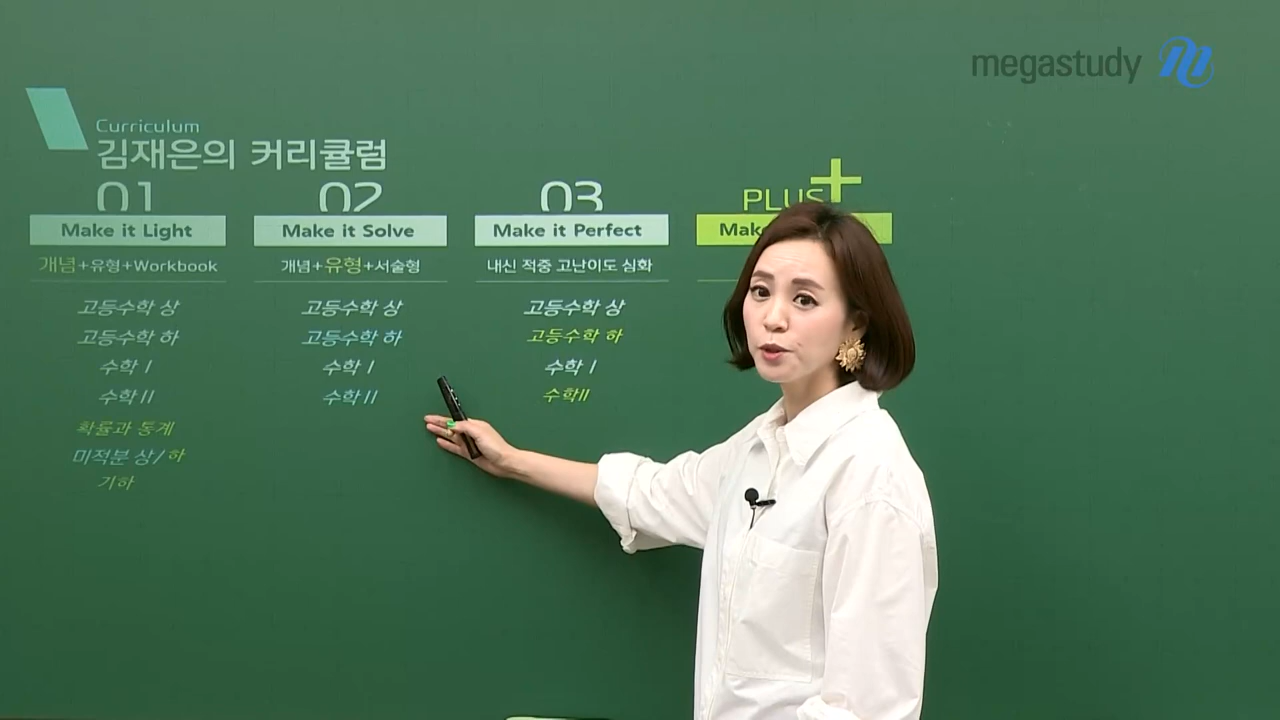 megastudy
Curriculum
김재은의 커리큘럼
01
Make it Light
개념+유형+Workbook
고등수학 상
고등수학 하
수학 I
수학 II
확률과 통계
미적분 상/하
기하
02
Make it Solve
개념+유형+서술형
고등수학 상
고등수학 하
수학 I
수학 II
03
Make it Perfect
내신 적중 고난이도 심화
고등수학 상
고등수학 하
수학 I
수학II
PLUS+